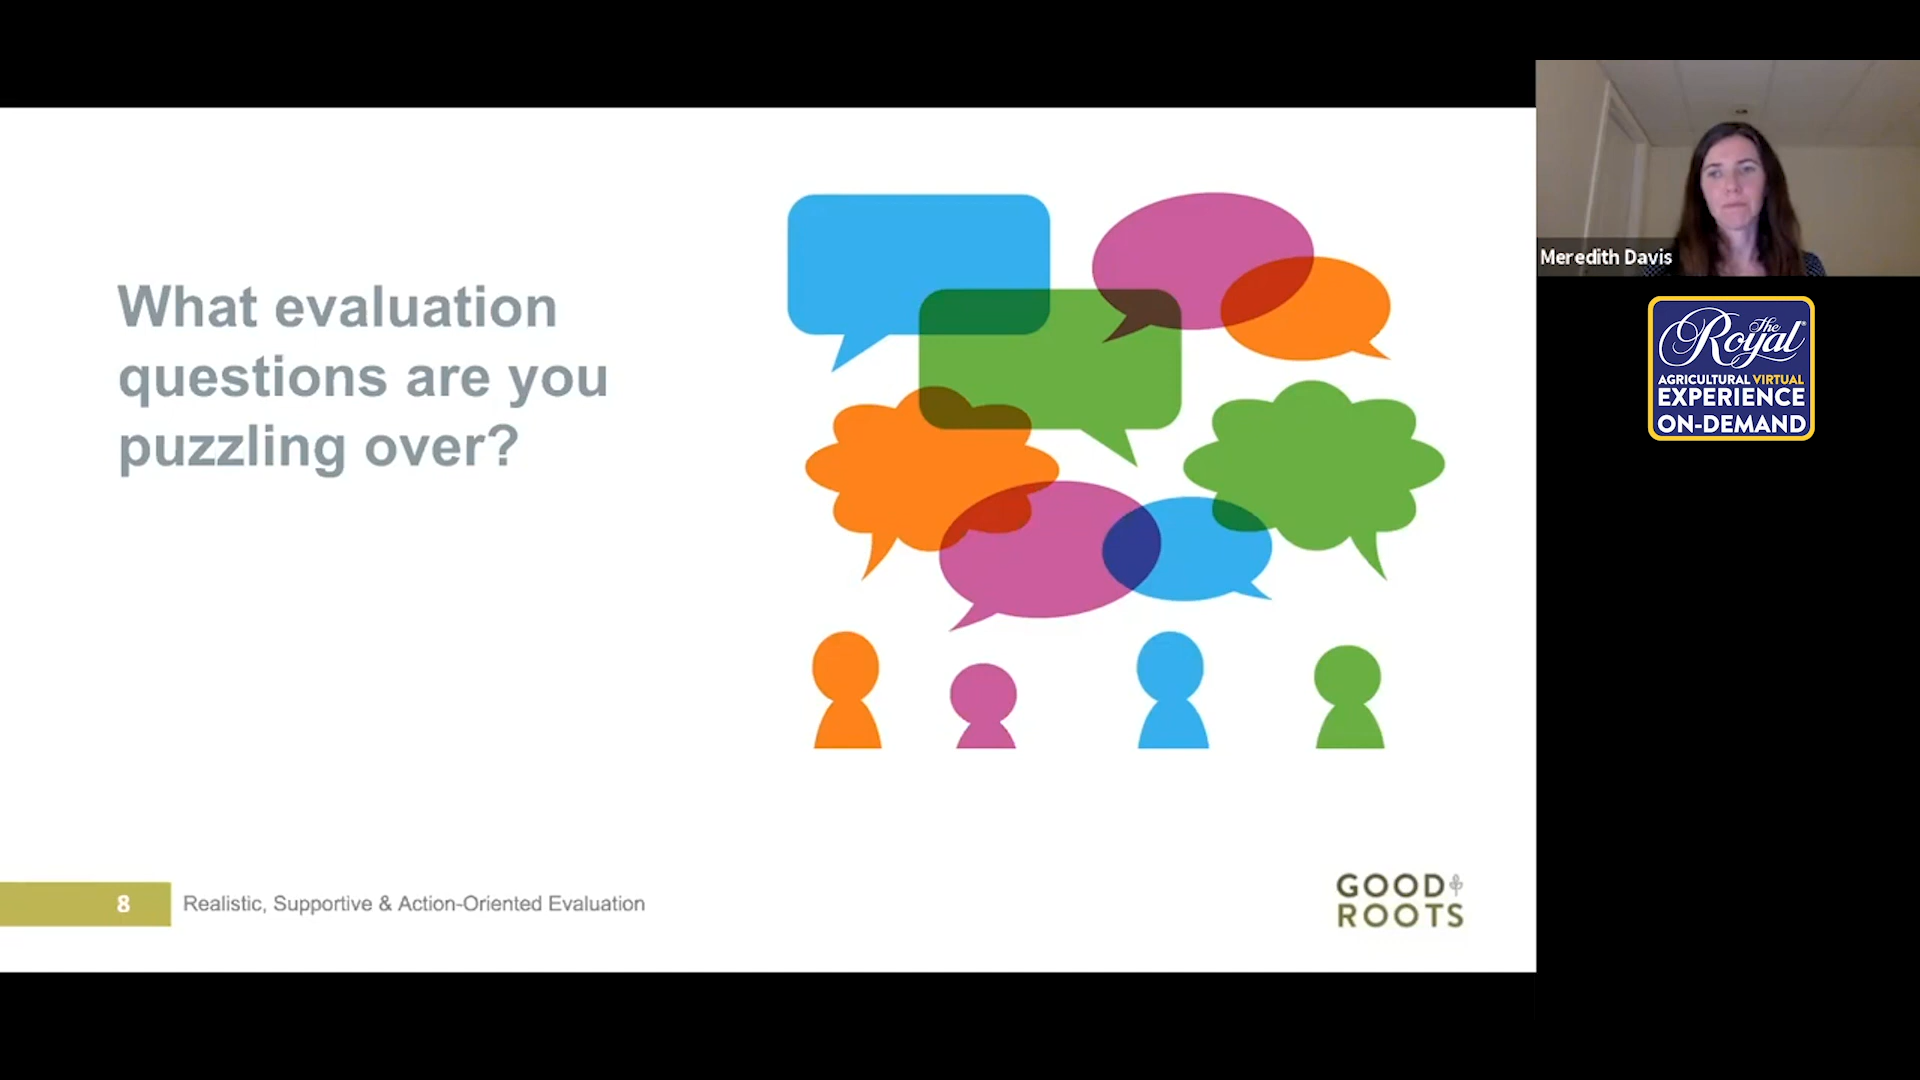 What evaluation
questions are you
puzzling over?
8 Realistic, Supportive & Action-Oriented Evaluation
GOOD
ROOTS
Meredith Davis
The
Royal
AGRICULTURAL VIRTUAL
EXPERIENCE
ON-DEMAND